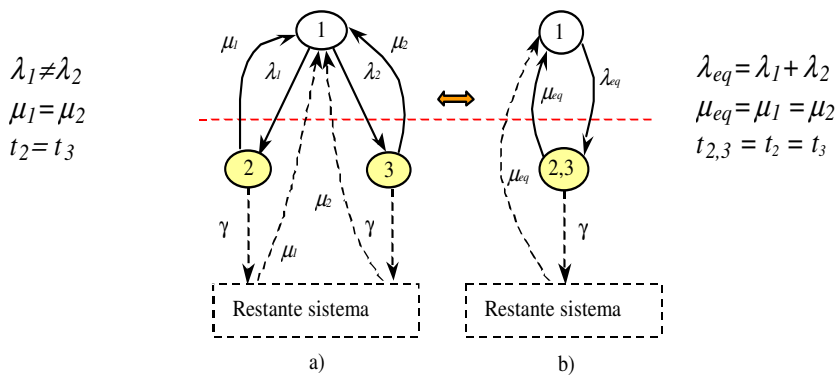 λ1≠λ2
μ1=μ2
t2=t3
1
μ1
λ1
λ2
μ2
2
3
γ
μ1
μ2
γ
Restante sistema
a)
1
μeq
λeq
2,3
μeq
γ
Restante sistema
b)
λeq=λ1+λ2
μeq=μ1=μ2
t2,3 = t2 = t3